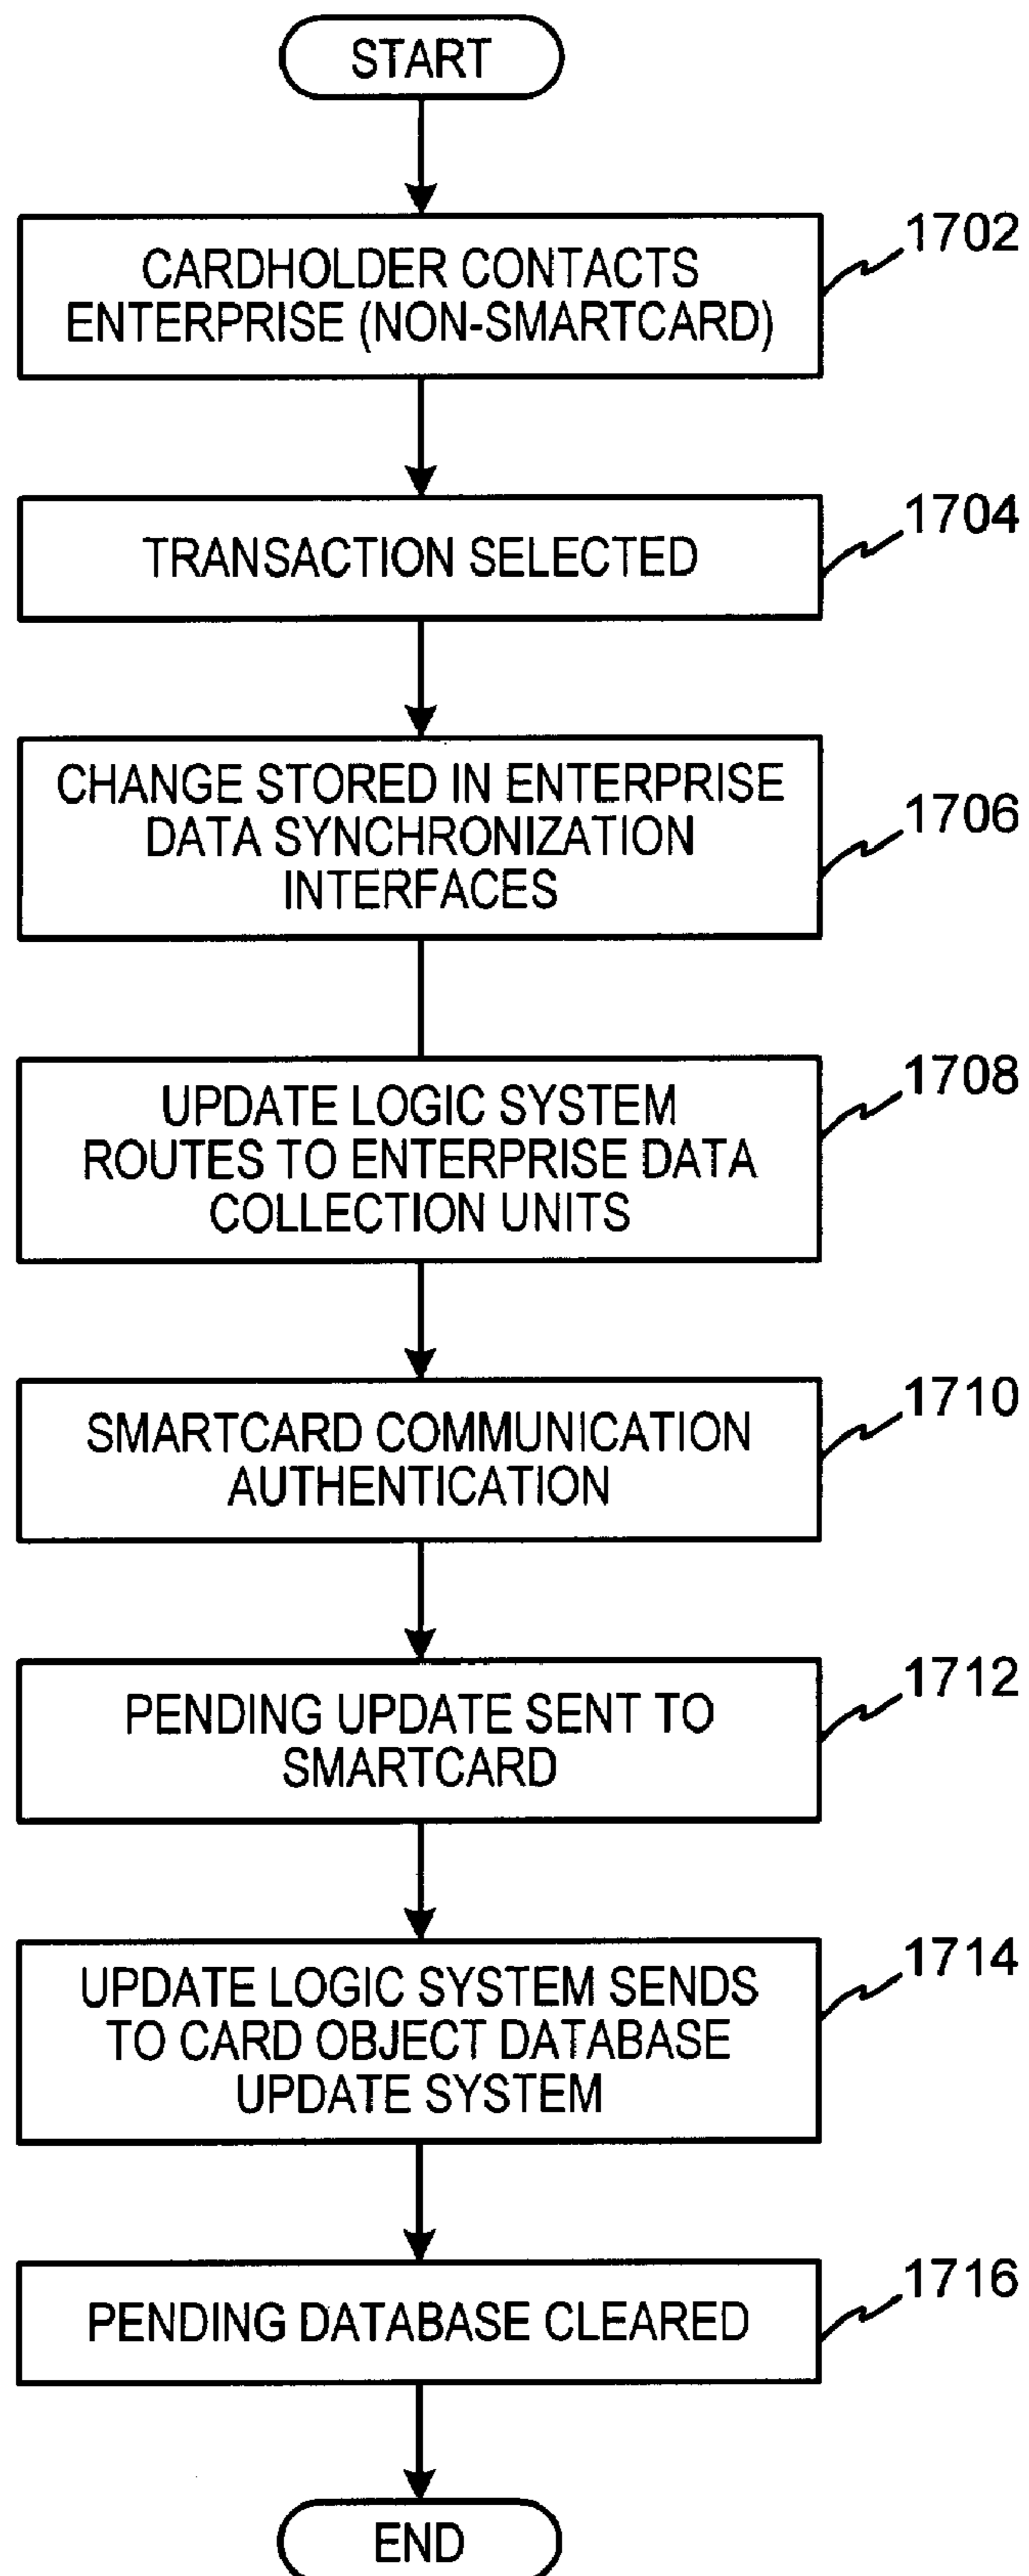 START
CARDHOLDER CONTACTS
ENTERPRISE (NON-SMARTCARD)
1702
TRANSACTION SELECTED
1704
CHANGE STORED IN ENTERPRISE
DATA SYNCHRONIZATION
INTERFACES
1706
UPDATE LOGIC SYSTEM
ROUTES TO ENTERPRISE DATA
COLLECTION UNITS
1708
SMARTCARD COMMUNICATION
AUTHENTICATION
1710
PENDING UPDATE SENT TO
SMARTCARD
1712
UPDATE LOGIC SYSTEM SENDS
TO CARD OBJECT DATABASE
UPDATE SYSTEM
1714
PENDING DATABASE CLEARED
1716
END